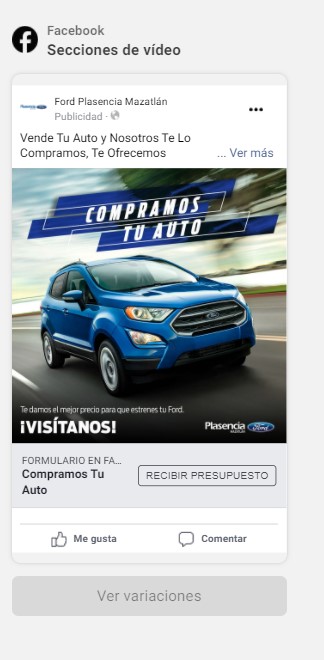 Facebook
Secciones de vídeo
Ford Plasencia Mazatlán
Publicidad ·
Vende Tu Auto y Nosotros Te Lo
Compramos, Te Ofrecemos ... Ver más
COMPRAMOS
TU AUTO
Te damos el mejor precio para que estrenes tu Ford.
¡VISÍTANOS!
Plasencia Ford
MAZATLÁN
FORMULARIO EN FA...
Compramos Tu
Auto
RECIBIR PRESUPUESTO
Me gusta
Comentar
Ver variaciones